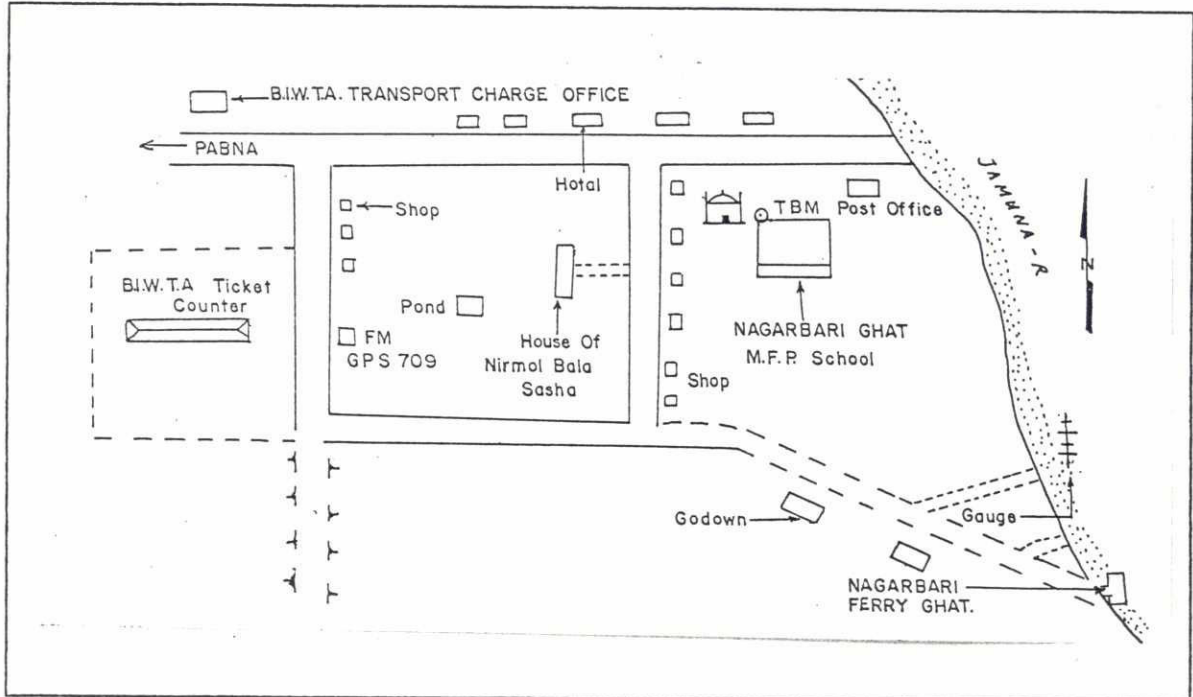 B.I.W.T.A. TRANSPORT CHARGE OFFICE
PABNA
Hotal
JAMUNA-R
Shop
TBM
Post Office
N
B.I.W.T.A Ticket
Counter
Pond
FM
GPS 709
House Of
Nirmol Bala
Sasha
NAGARBARI GHAT
M.F.P. School
Shop
Godown
Gauge
NAGARBARI
FERRY GHAT.